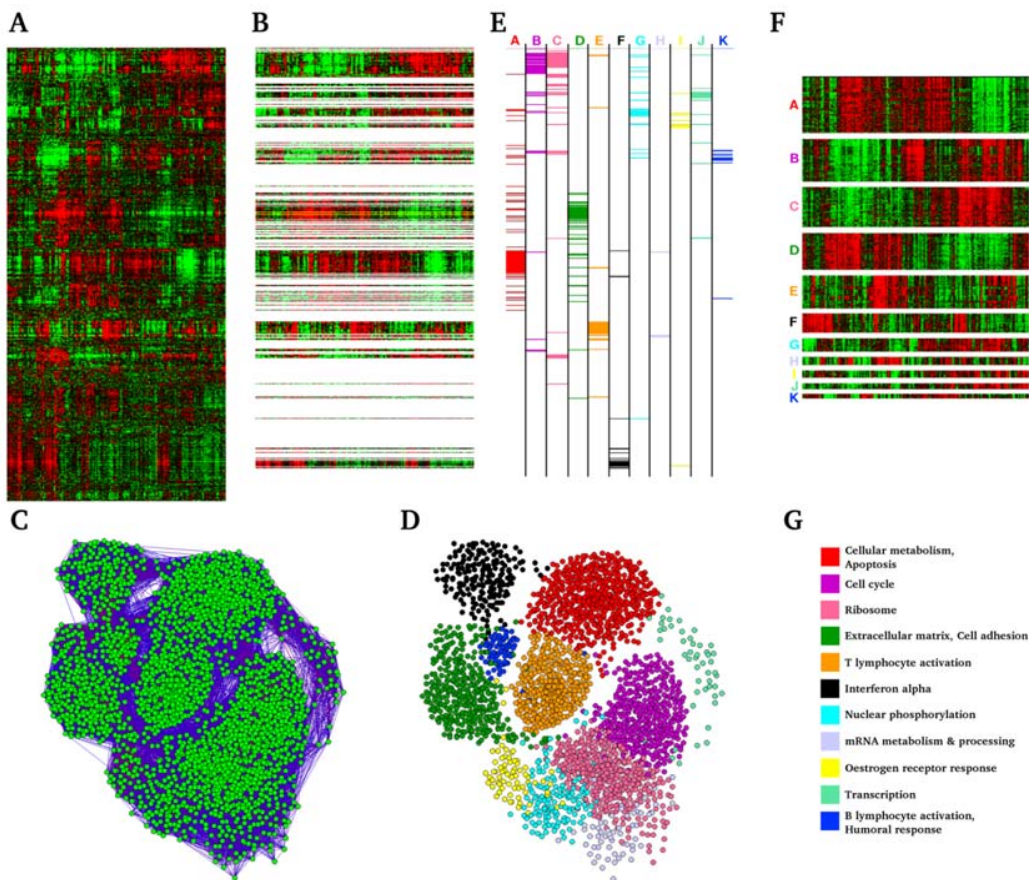 A
B
E
F
A B C D E F G H I J K
A
B
C
D
E
F
G
H
I
J
K
C
D
G
Cellular metabolism,
Apoptosis
Cell cycle
Ribosome
Extracellular matrix, Cell adhesion
T lymphocyte activation
Interferon alpha
Nuclear phosphorylation
mRNA metabolism & processing
Oestrogen receptor response
Transcription
B lymphocyte activation,
Humoral response